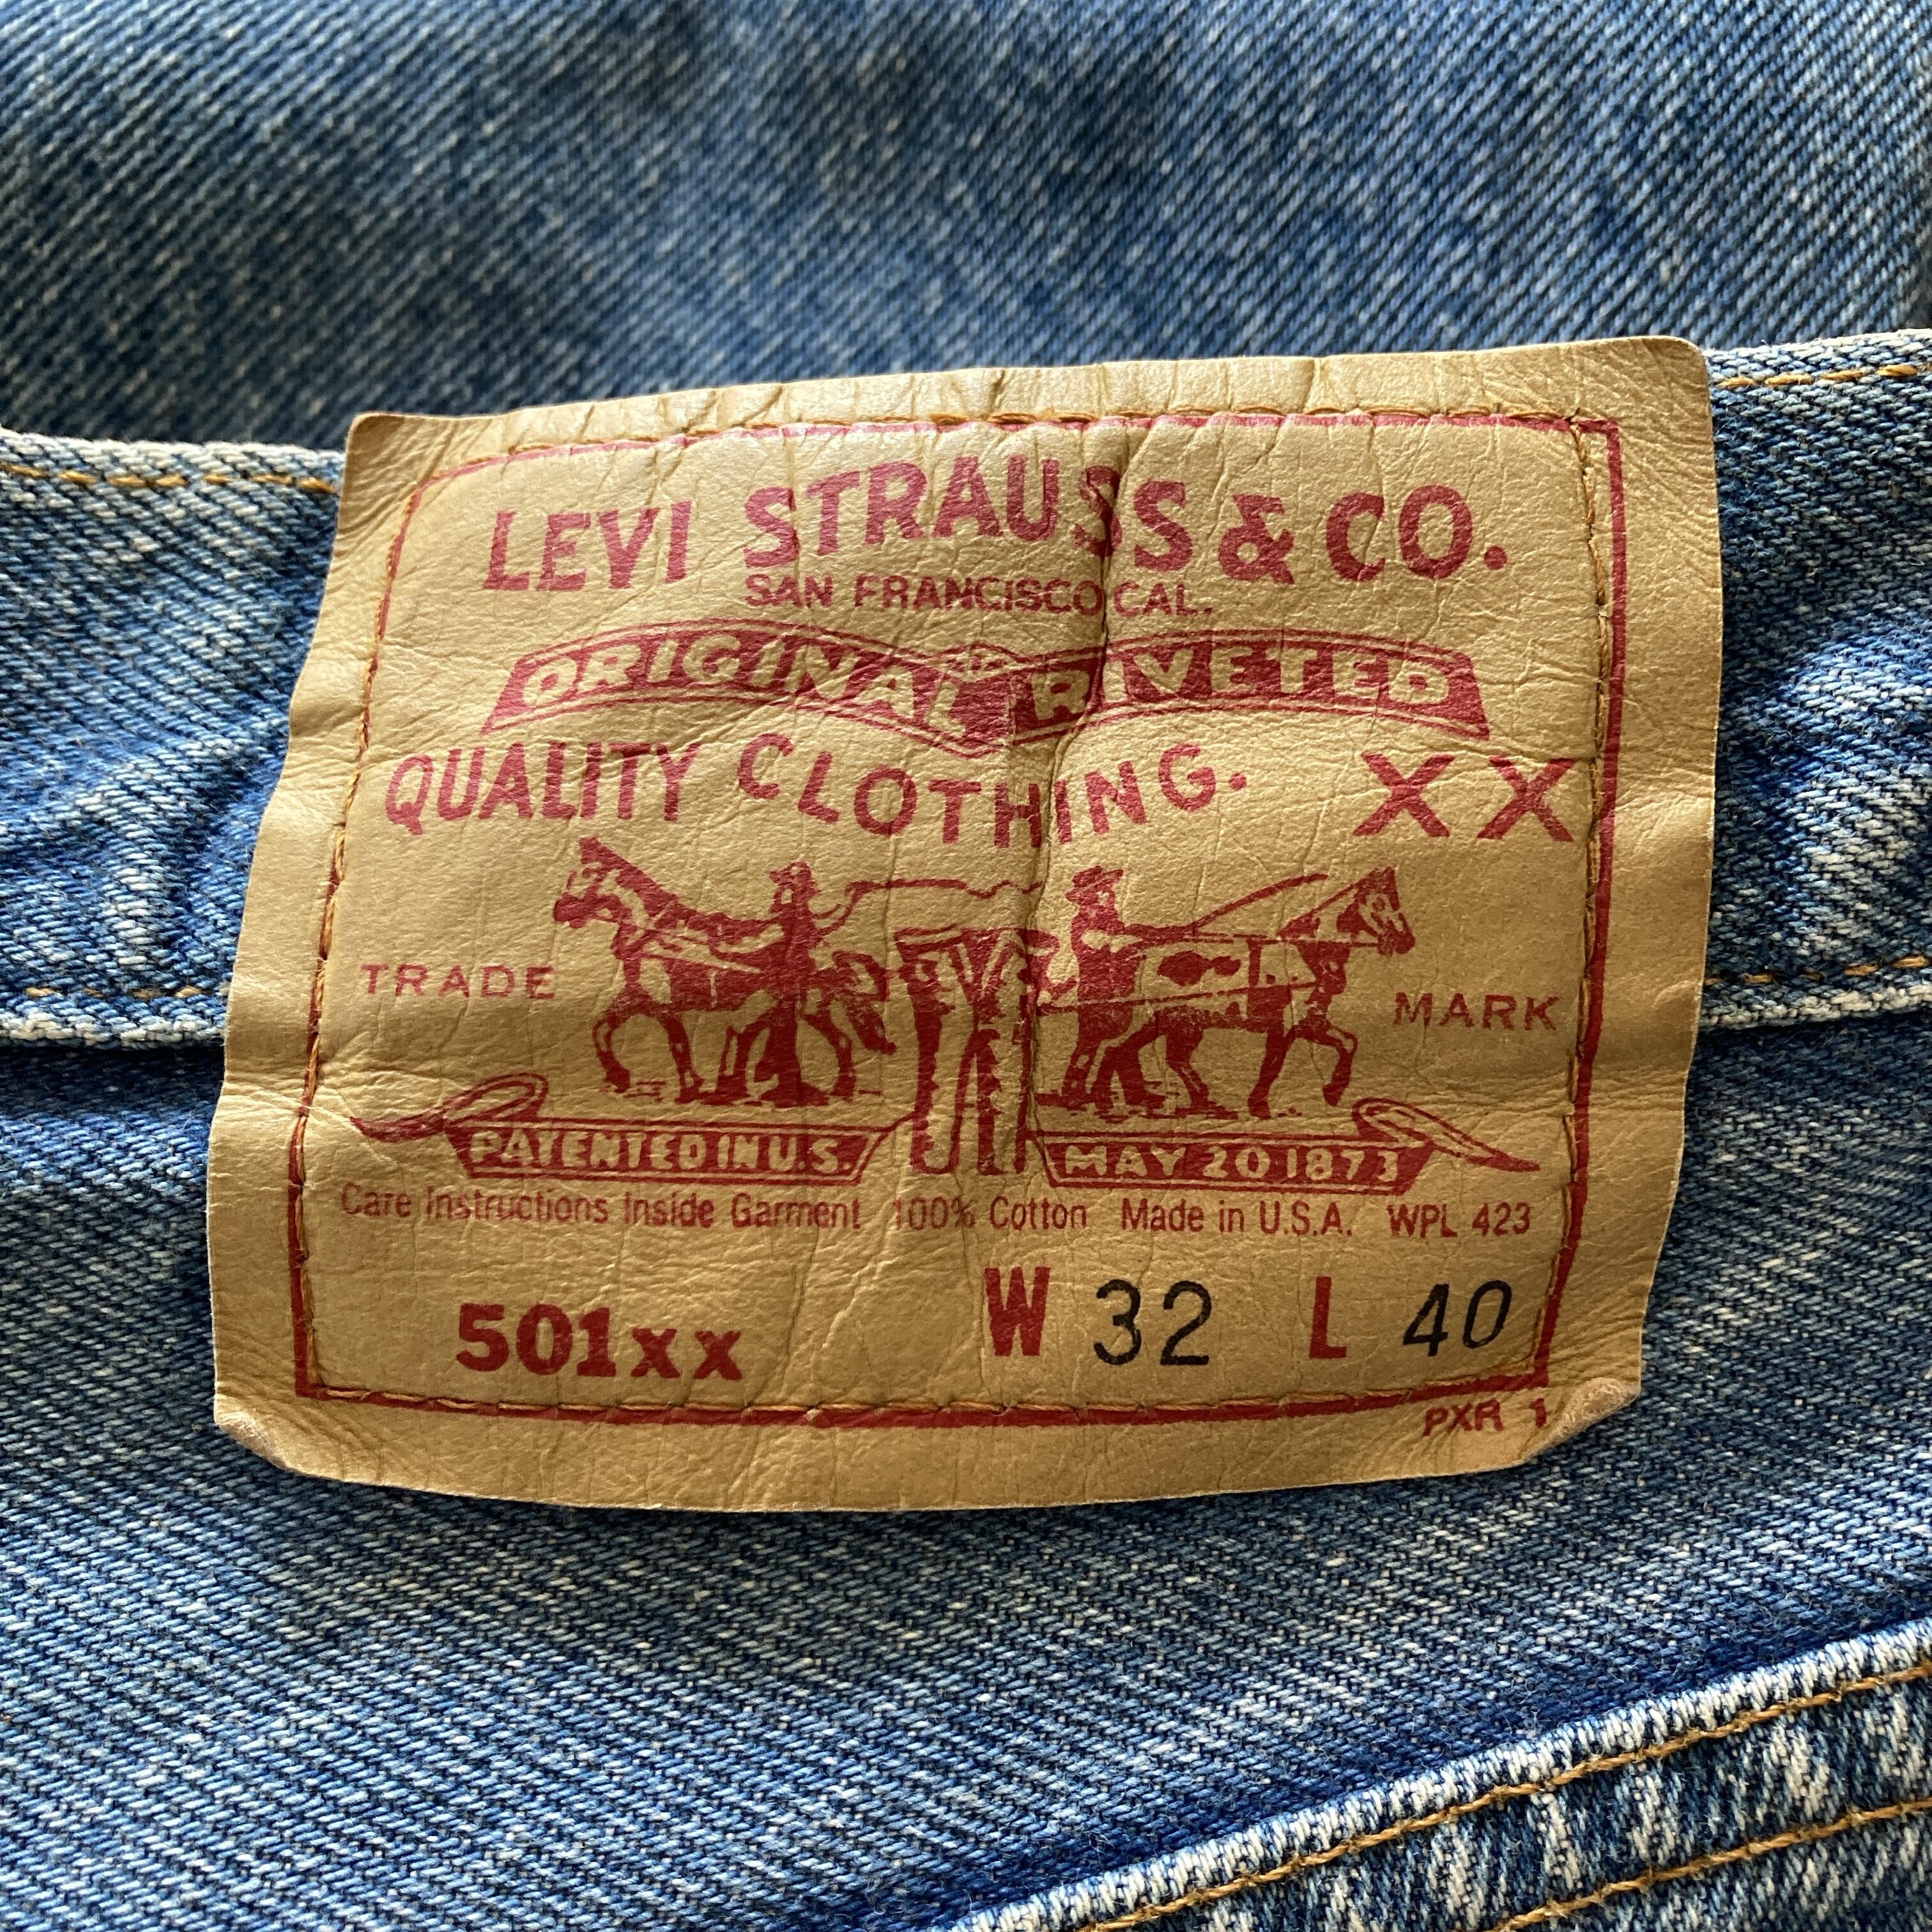 LEVI STRAUSS & CO.
SAN FRANCISCO CAL.
ORIGINAL RIVETED
QUALITY CLOTHING. XX
TRADE MARK
PATENTED IN U.S. MAY 20 1873
Care Instructions Inside Garment 100% Cotton Made in U.S.A. WPL 423
501xx W 32 L 40
PXR 1